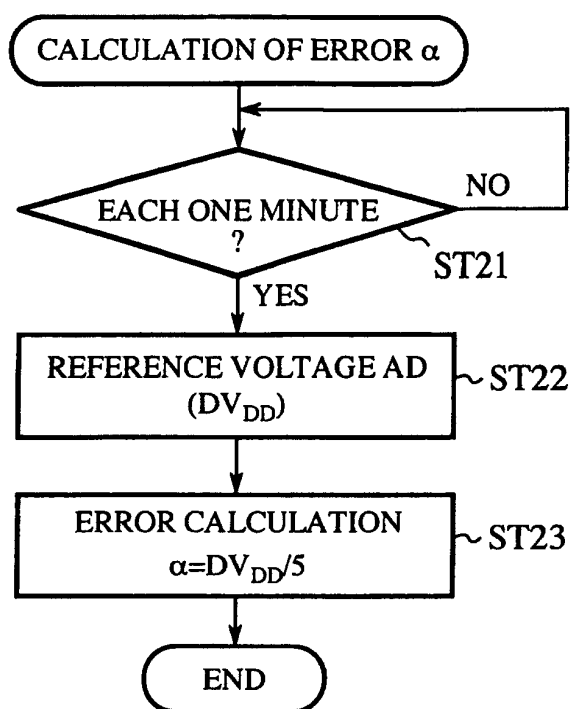 CALCULATION OF ERROR α
NO
EACH ONE MINUTE
?
ST21
YES
REFERENCE VOLTAGE AD
(DV_DD)
ST22
ERROR CALCULATION
α=DV_DD/5
ST23
END